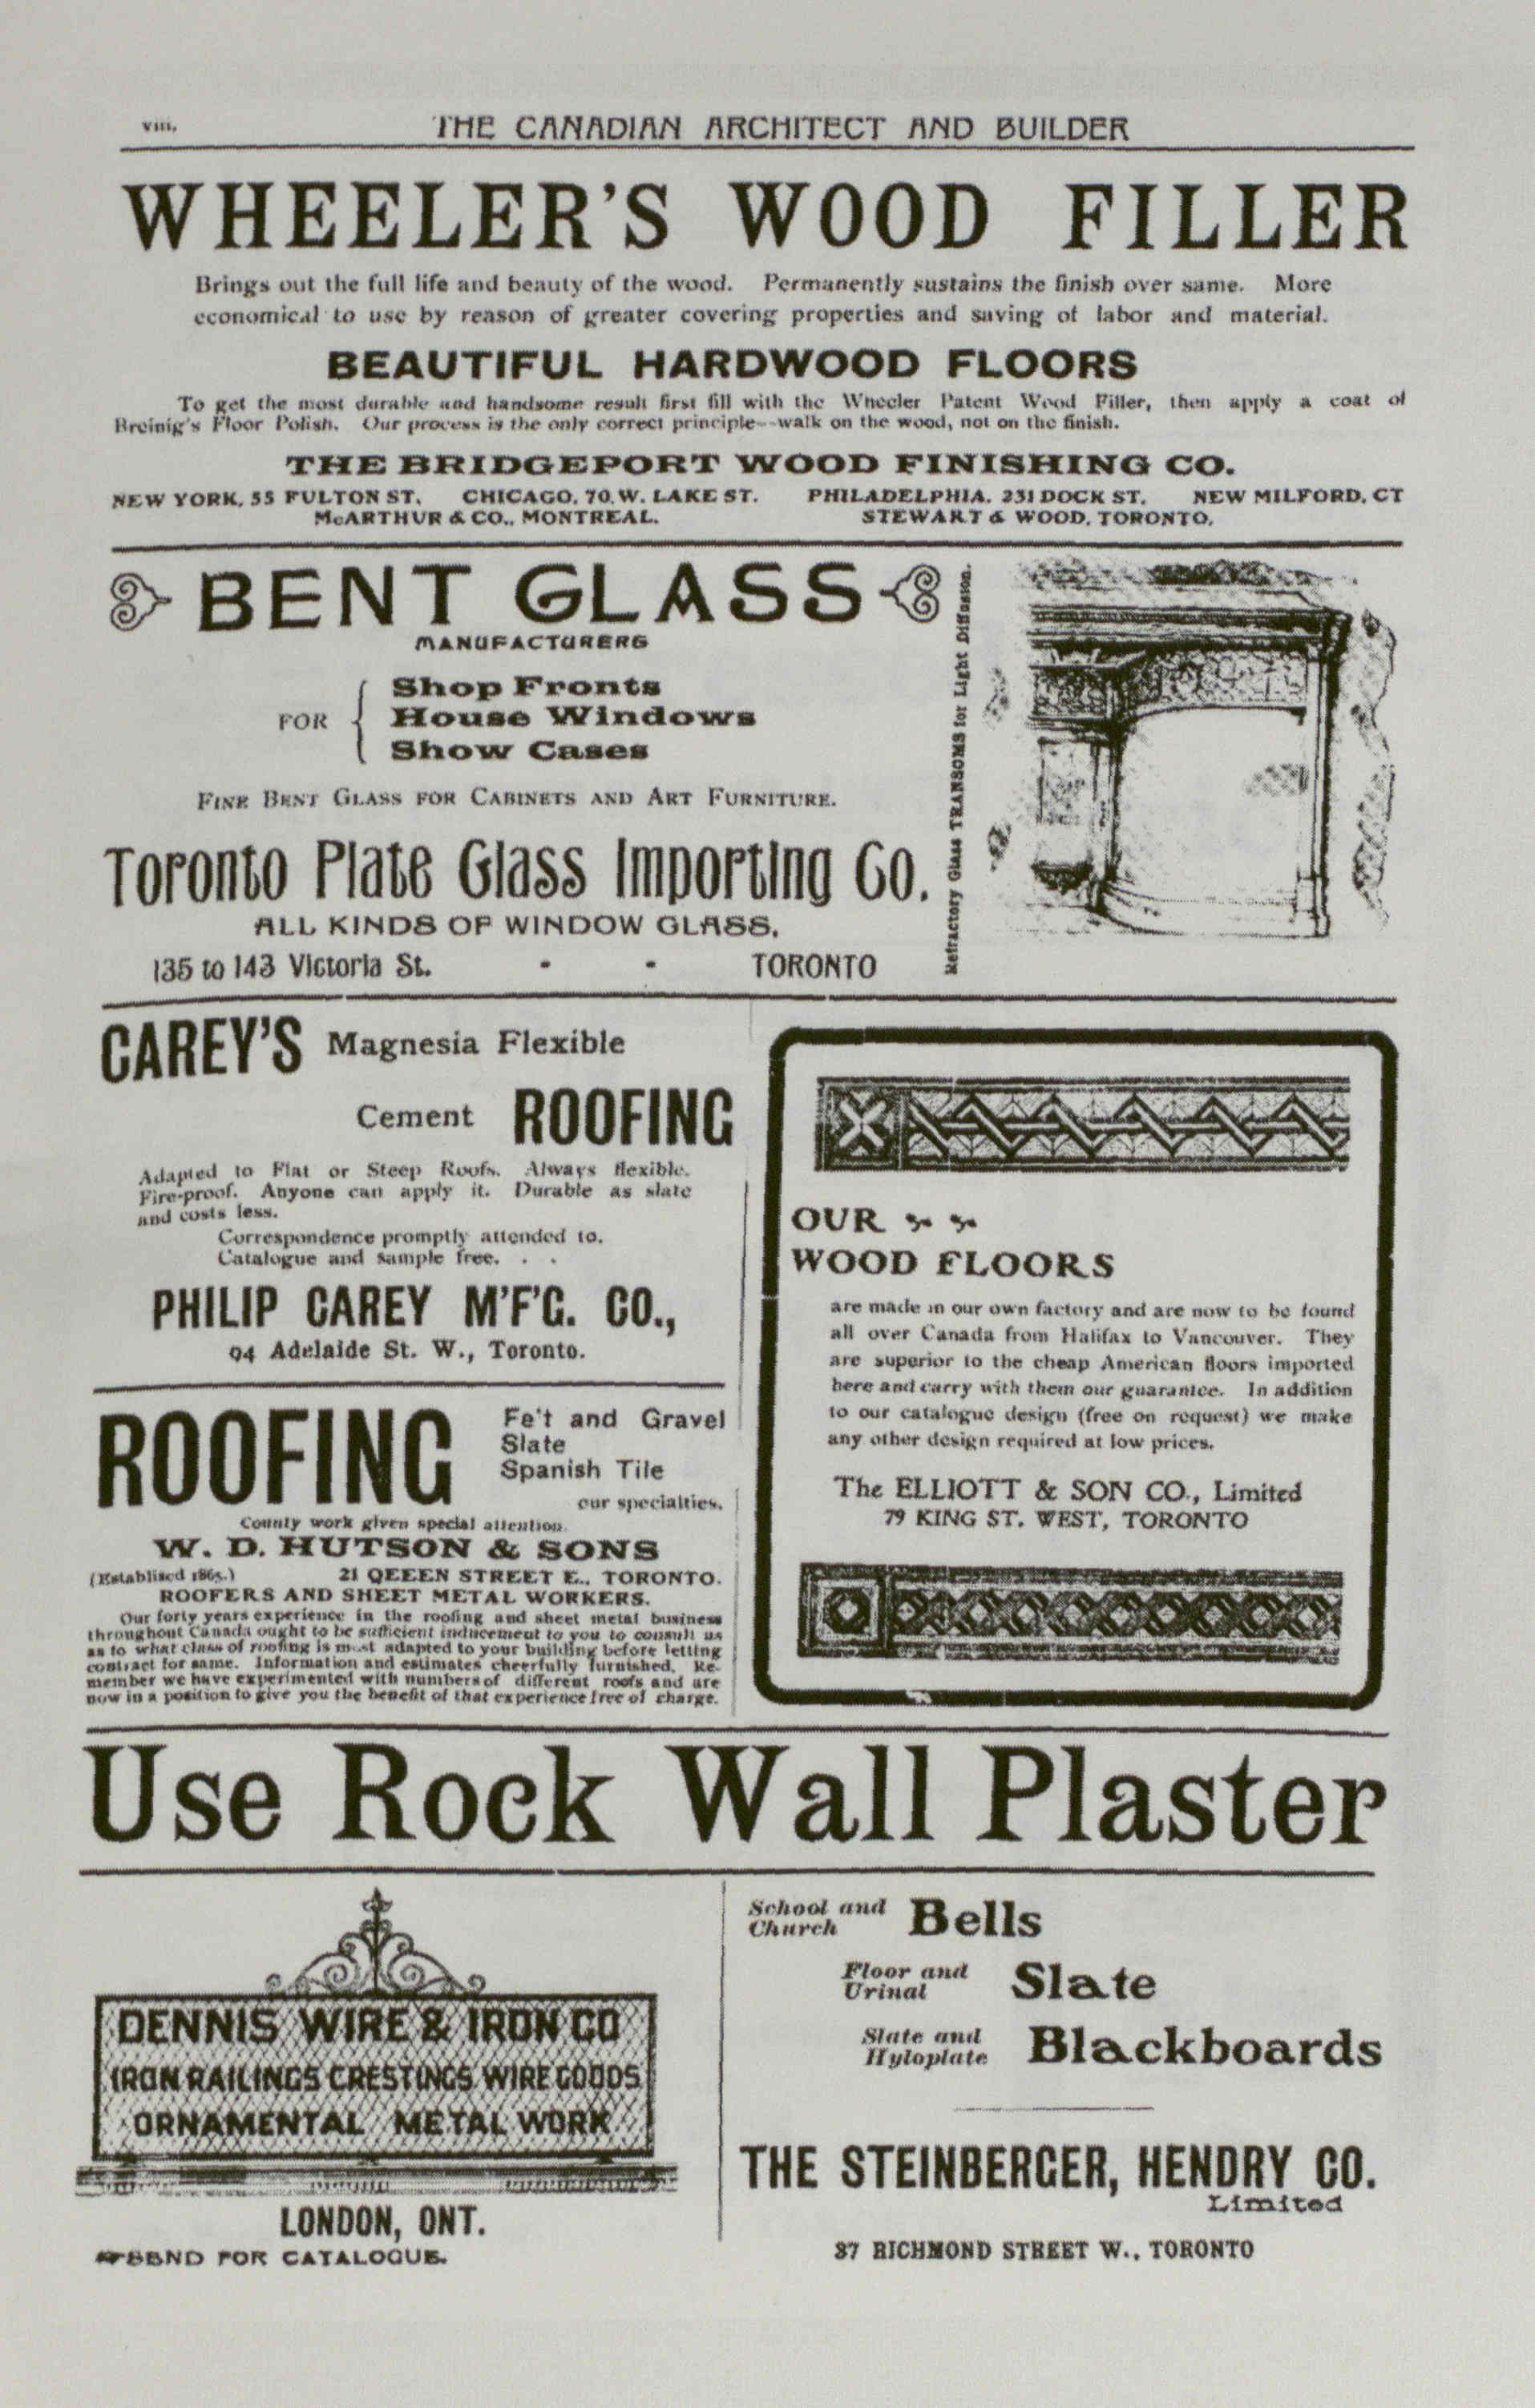 viii.
THE CANADIAN ARCHITECT AND BUILDER
WHEELER'S WOOD FILLER
Brings out the full life and beauty of the wood. Permanently sustains the finish over same. More
economical to use by reason of greater covering properties and saving of labor and material.
BEAUTIFUL HARDWOOD FLOORS
To get the most durable and handsome result first fill with the Wheeler Patent Wood Filler, then apply a coat of
Breinig's Floor Polish. Our process is the only correct principle--walk on the wood, not on the finish.
THE BRIDGEPORT WOOD FINISHING CO.
NEW YORK, 55 FULTON ST. CHICAGO, 70, W. LAKE ST. PHILADELPHIA, 231 DOCK ST. NEW MILFORD, CT
McARTHUR & CO., MONTREAL. STEWART & WOOD, TORONTO.
BENT GLASS
MANUFACTURERS
FOR
Shop Fronts
House Windows
Show Cases
FINE BENT GLASS FOR CABINETS AND ART FURNITURE.
Toronto Plate Glass Importing Co.
ALL KINDS OF WINDOW GLASS.
135 to 143 Victoria St. - - TORONTO
Refractory Glass TRANSOMS for Light Diffusion.
CAREY'S Magnesia Flexible
Cement ROOFING
Adapted to Flat or Steep Roofs. Always flexible.
Fire-proof. Anyone can apply it. Durable as slate
and costs less.
Correspondence promptly attended to.
Catalogue and sample free. . .
PHILIP CAREY M'F'G. CO.,
94 Adelaide St. W., Toronto.
ROOFING
Fe't and Gravel
Slate
Spanish Tile
our specialties.
County work given special attention.
W. D. HUTSON & SONS
(Establised 1865.) 21 QEEEN STREET E., TORONTO.
ROOFERS AND SHEET METAL WORKERS.
Our forty years experience in the roofing and sheet metal business
throughout Canada ought to be sufficient inducement to you to consult us
as to what class of roofing is most adapted to your building before letting
contract for same. Information and estimates cheerfully furnished. Re-
member we have experimented with numbers of different roofs and are
now in a position to give you the benefit of that experience free of charge.
OUR
WOOD FLOORS
are made in our own factory and are now to be found
all over Canada from Halifax to Vancouver. They
are superior to the cheap American floors imported
here and carry with them our guarantee. In addition
to our catalogue design (free on request) we make
any other design required at low prices.
The ELLIOTT & SON CO., Limited
79 KING ST. WEST, TORONTO
Use Rock Wall Plaster
DENNIS WIRE & IRON CO
IRON RAILINGS CRESTINGS WIRE GOODS
ORNAMENTAL METAL WORK
LONDON, ONT.
SEND FOR CATALOGUE.
School and
Church Bells
Floor and
Urinal Slate
Slate and
Hyloplate Blackboards
THE STEINBERGER, HENDRY CO.
Limited
37 RICHMOND STREET W., TORONTO